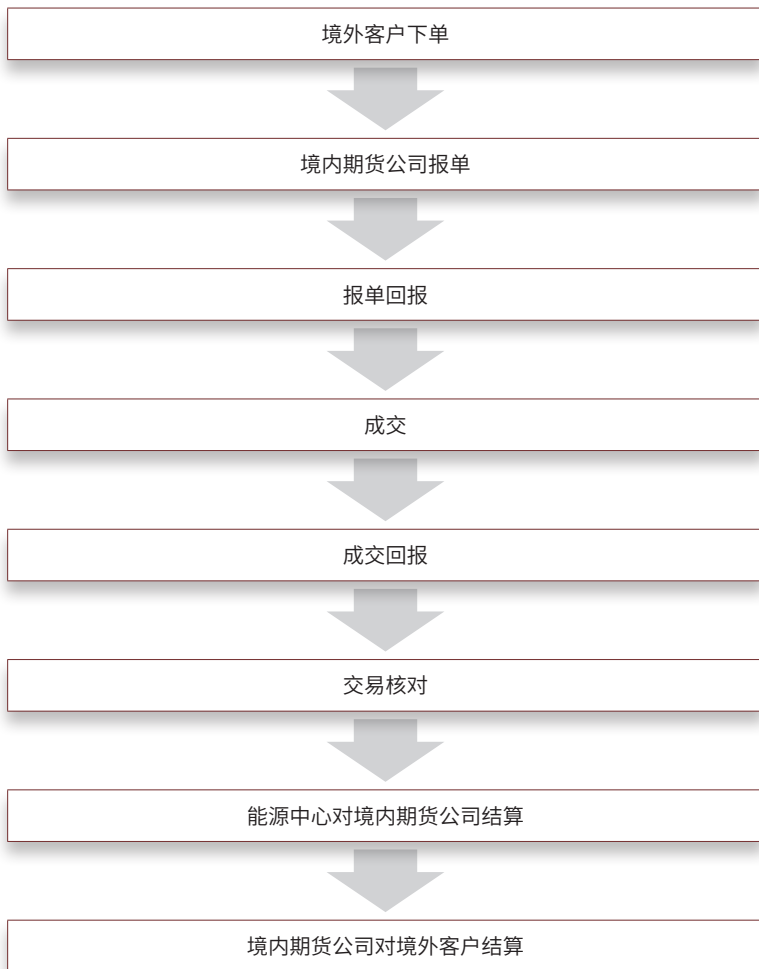 境外客户下单
境内期货公司报单
报单回报
成交
成交回报
交易核对
能源中心对境内期货公司结算
境内期货公司对境外客户结算